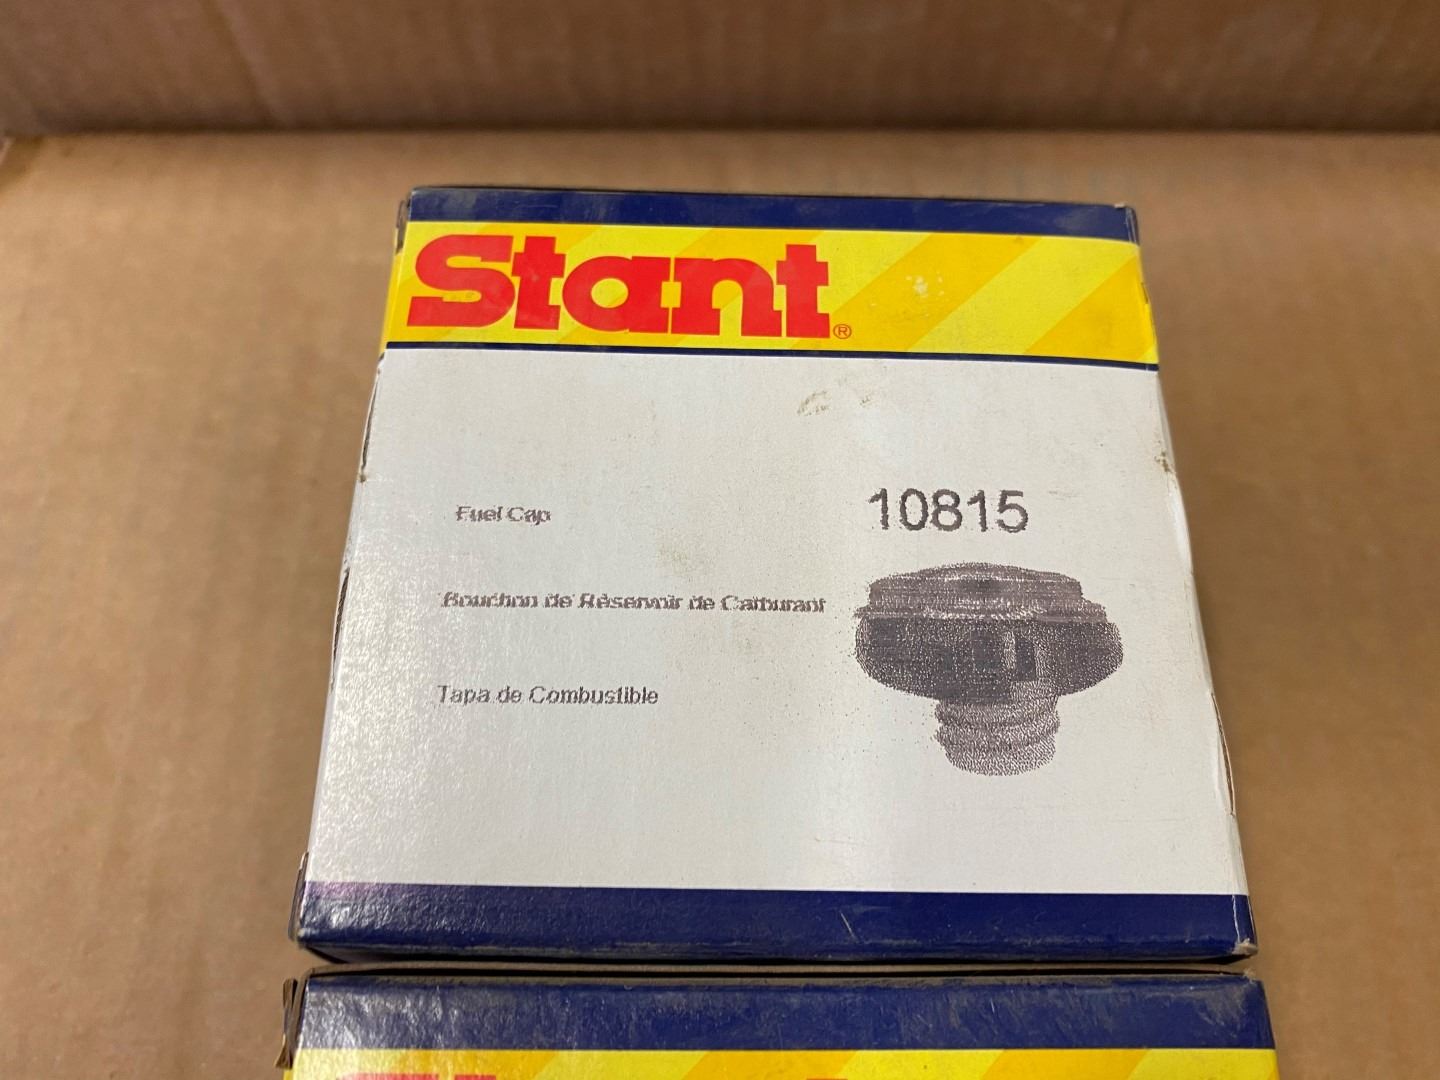 Stant®
Fuel Cap
10815
Bouchon de Réservoir de Carburant
Tapa de Combustible